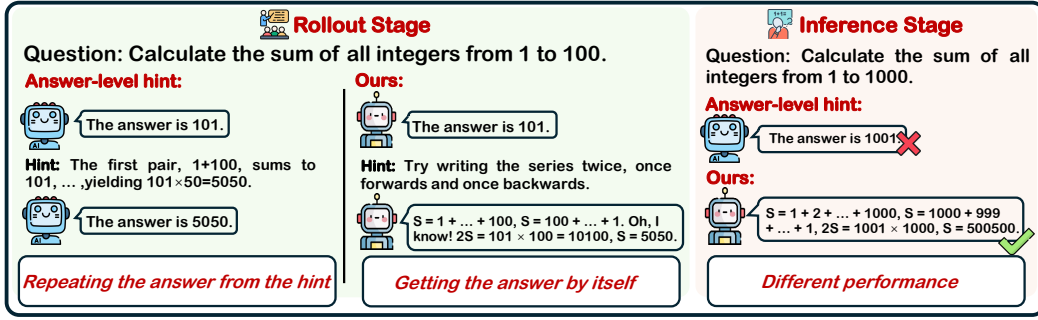 Rollout Stage
Question: Calculate the sum of all integers from 1 to 100.
Answer-level hint:
The answer is 101.
AI
Hint: The first pair, 1+100, sums to
101, ... ,yielding 101×50=5050.
The answer is 5050.
AI
Repeating the answer from the hint
Ours:
The answer is 101.
Hint: Try writing the series twice, once
forwards and once backwards.
S = 1 + ... + 100, S = 100 + ... + 1. Oh, I
know! 2S = 101 × 100 = 10100, S = 5050.
Getting the answer by itself
Inference Stage
Question: Calculate the sum of all
integers from 1 to 1000.
Answer-level hint:
The answer is 1001.
AI
Ours:
S = 1 + 2 + ... + 1000, S = 1000 + 999
+ ... + 1, 2S = 1001 × 1000, S = 500500.
Different performance